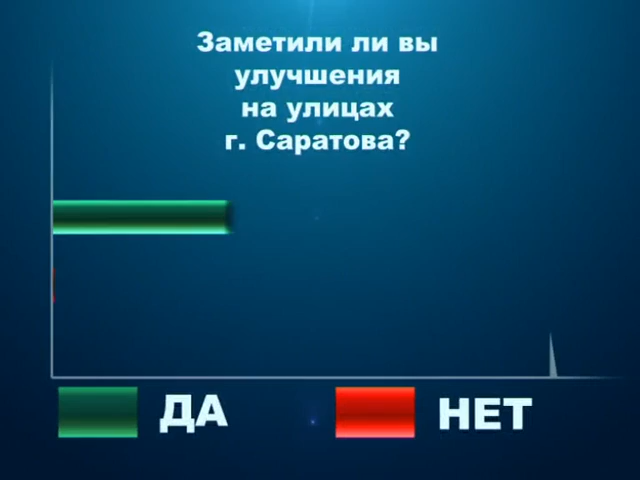 Заметили ли вы
улучшения
на улицах
г. Саратова?
ДА
НЕТ